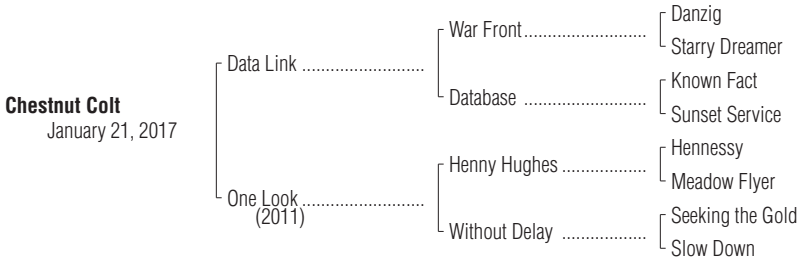 Danzig
War Front
Starry Dreamer
Data Link
Known Fact
Database
Sunset Service
Chestnut Colt
January 21, 2017
Hennessy
Henny Hughes
Meadow Flyer
One Look
(2011)
Seeking the Gold
Without Delay
Slow Down